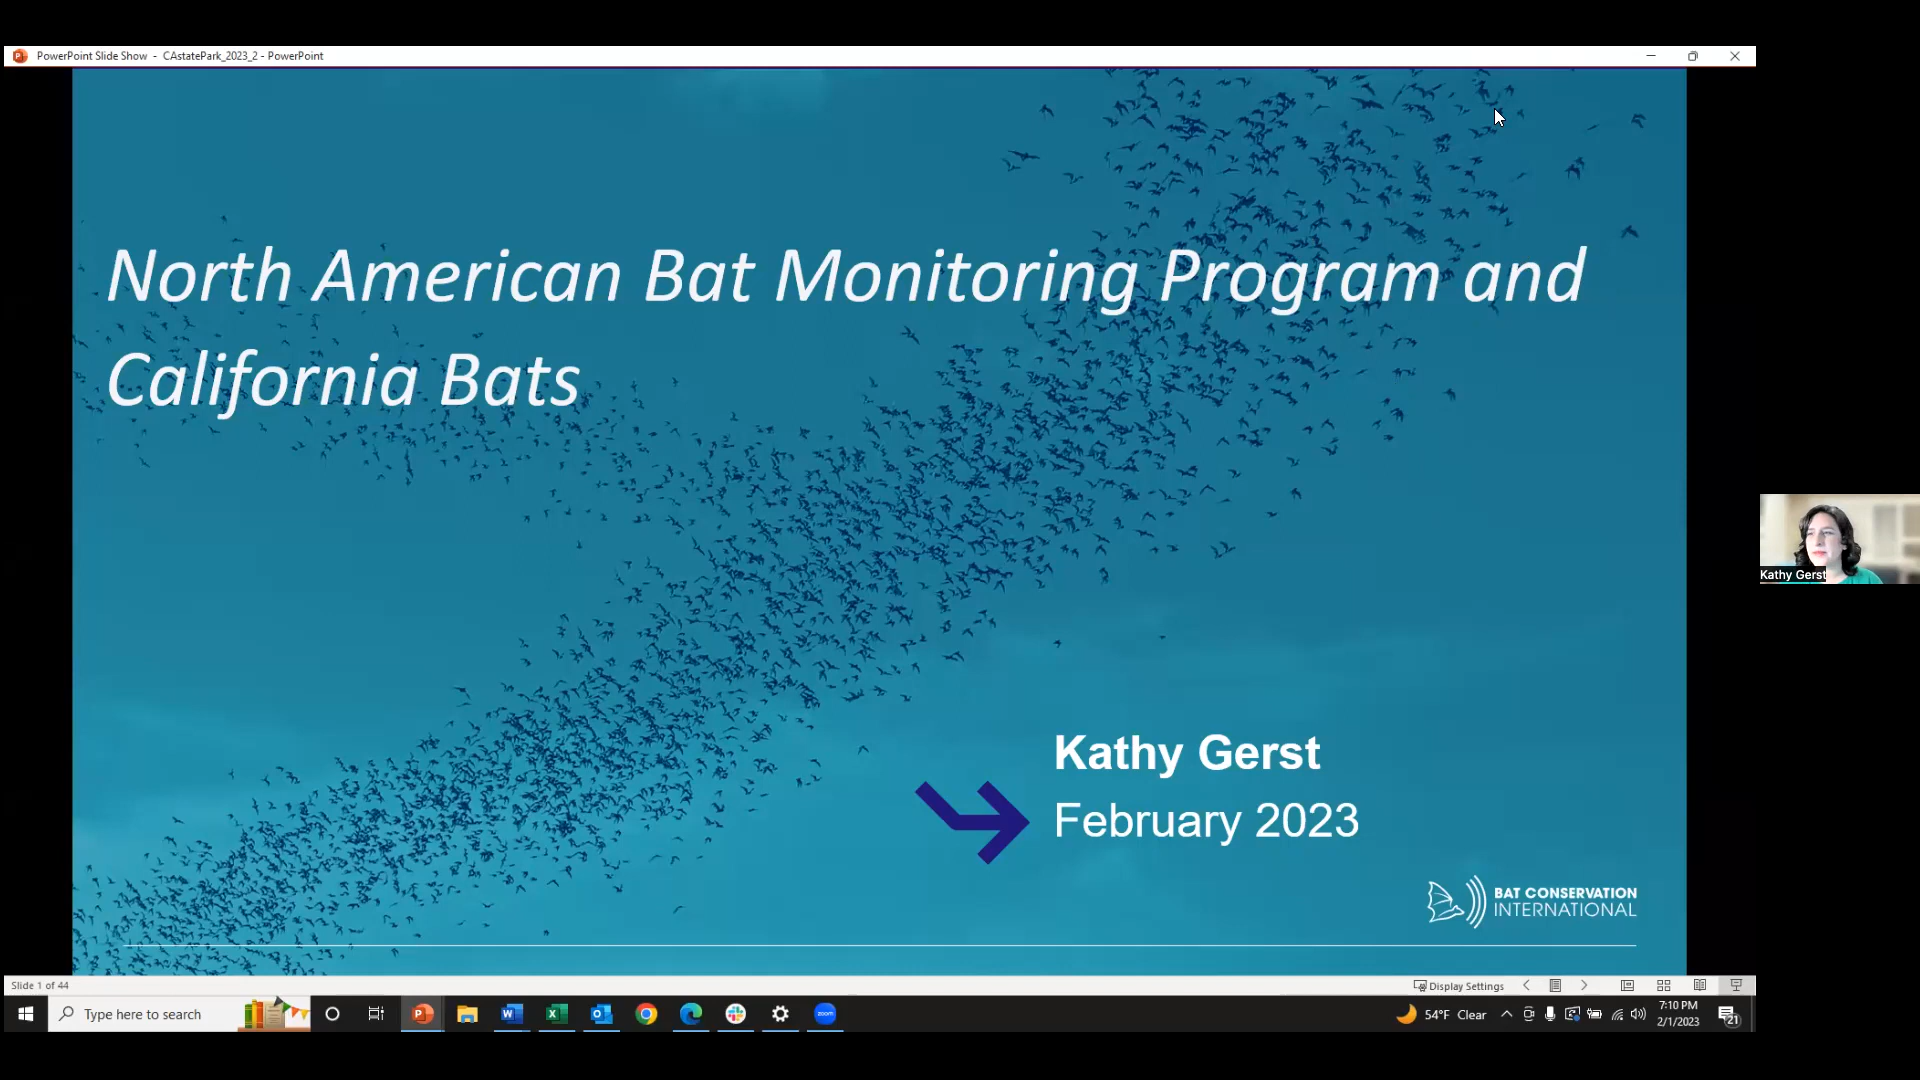 PowerPoint Slide Show - CAstatePark_2023_2 - PowerPoint
North American Bat Monitoring Program and
California Bats
Kathy Gerst
Kathy Gerst
February 2023
BAT CONSERVATION
INTERNATIONAL
Slide 1 of 44
Display Settings
Type here to search
zoom
54°F Clear
7:10 PM
2/1/2023
21